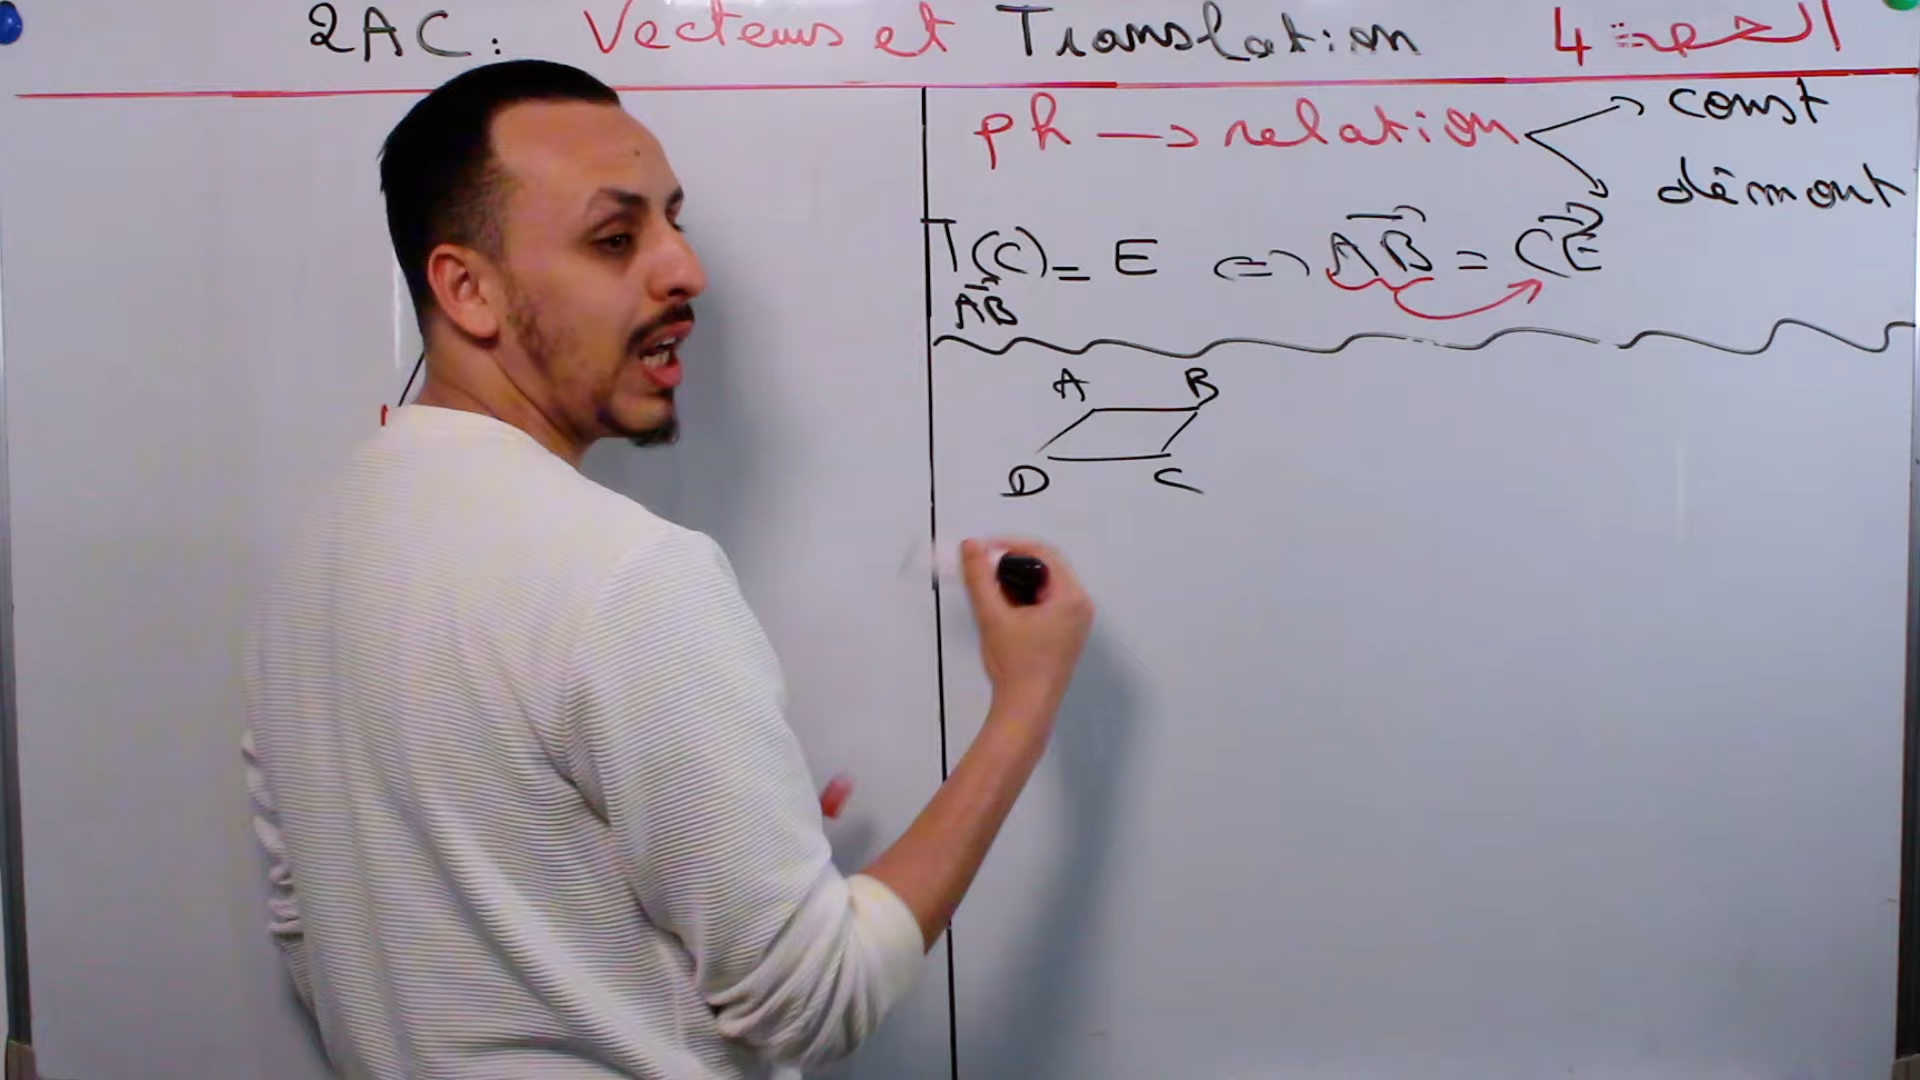 2AC: Vecteurs et Translation الحصة 4
ph → relation
const
démont
T(C) = E ⇔ AB = CE
AB
A B
D C